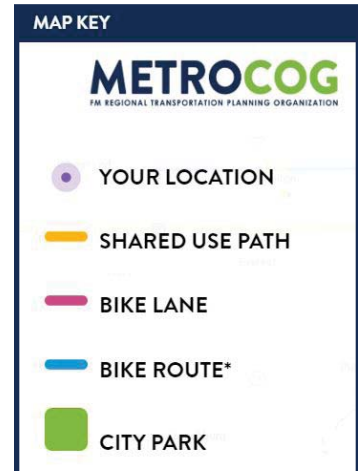 MAP KEY
METROCOG
FM REGIONAL TRANSPORTATION PLANNING ORGANIZATION
YOUR LOCATION
SHARED USE PATH
BIKE LANE
BIKE ROUTE*
CITY PARK